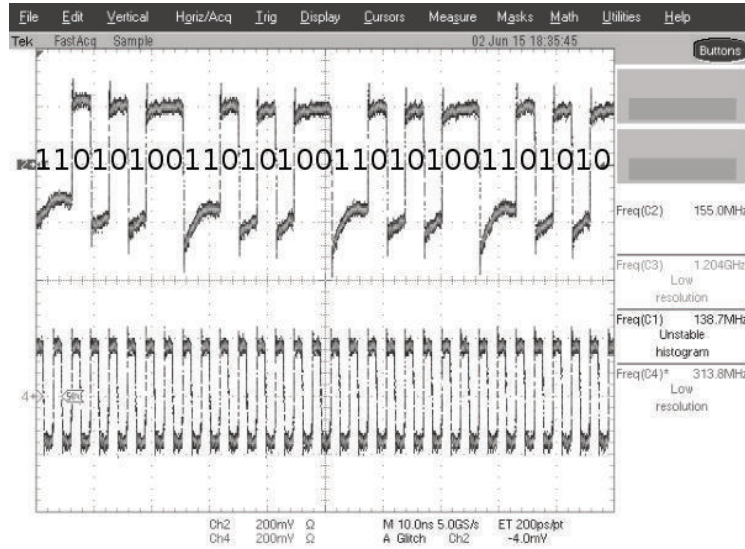 File Edit Vertical Horiz/Acq Trig Display Cursors Measure Masks Math Utilities Help
Tek FastAcq Sample 02 Jun 15 18:35:45 Buttons
1101010011010100110101001101010
Freq(C2) 155.0MHz
Freq(C3) 1.204GHz
Low
resolution
Freq(C1) 138.7MHz
Unstable
histogram
Freq(C4)* 313.8MHz
Low
resolution
4
Ch2 200mV Ω M 10.0ns 5.0GS/s ET 200ps/pt
Ch4 200mV Ω A Glitch Ch2 -4.0mV